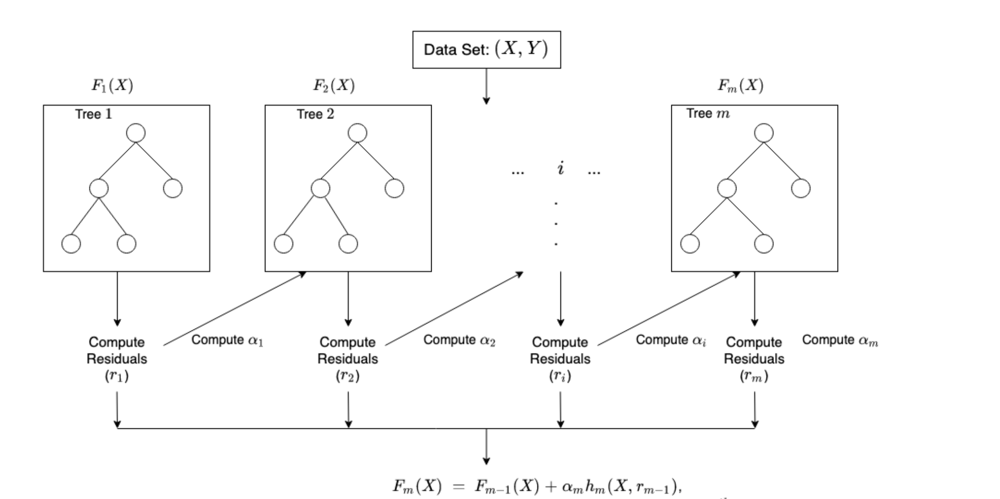 Data Set: (X, Y)
F₁(X)
F₂(X)
Fₘ(X)
Tree 1
Tree 2
Tree m
... i ...
.
.
.
Compute
Residuals
(r₁)
Compute α₁
Compute
Residuals
(r₂)
Compute α₂
Compute
Residuals
(rᵢ)
Compute αᵢ
Compute
Residuals
(rₘ)
Compute αₘ
Fₘ(X) = Fₘ₋₁(X) + αₘhₘ(X, rₘ₋₁),